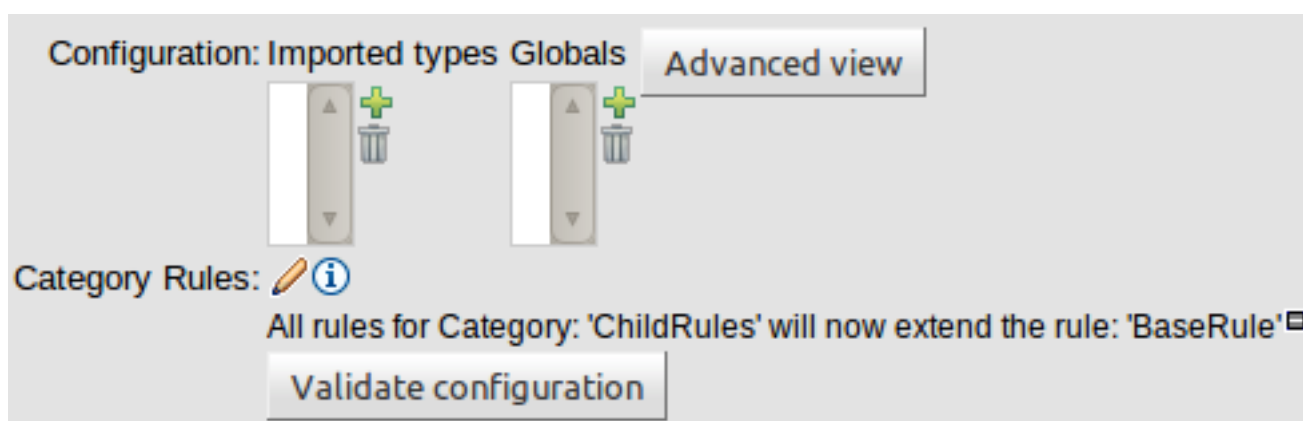 Configuration: Imported types Globals Advanced view
Category Rules:
All rules for Category: 'ChildRules' will now extend the rule: 'BaseRule'
Validate configuration